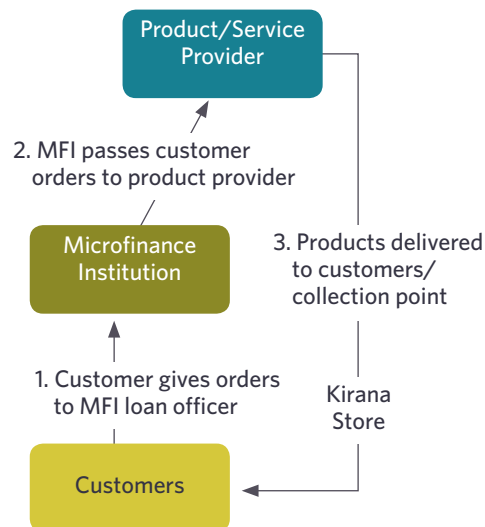 Product/Service
Provider
2. MFI passes customer
orders to product provider
Microfinance
Institution
3. Products delivered
to customers/
collection point
1. Customer gives orders
to MFI loan officer
Kirana
Store
Customers